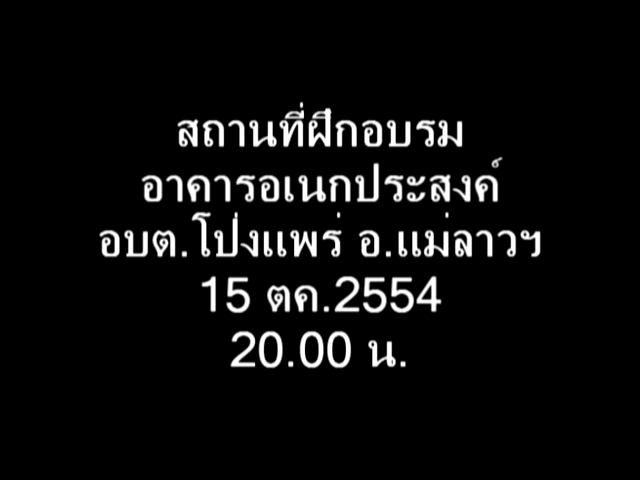 สถานที่ฝึกอบรม
อาคารอเนกประสงค์
อบต.โป่งแพร่ อ.แม่ลาวฯ
15 ตค.2554
20.00 น.